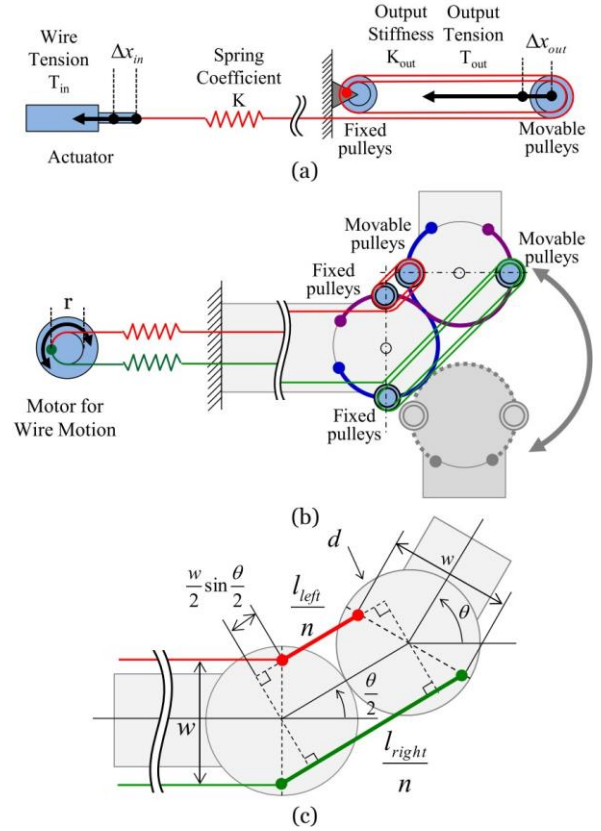 Wire
Tension
T_in
Δx_in
Spring
Coefficient
K
Output
Stiffness
K_out
Output
Tension
T_out
Δx_out
Actuator
Fixed
pulleys
Movable
pulleys
(a)
Movable
pulleys
Movable
pulleys
Fixed
pulleys
r
Motor for
Wire Motion
Fixed
pulleys
(b)
d
w
w/2 sin θ/2
l_left/n
θ
w
θ/2
l_right/n
(c)